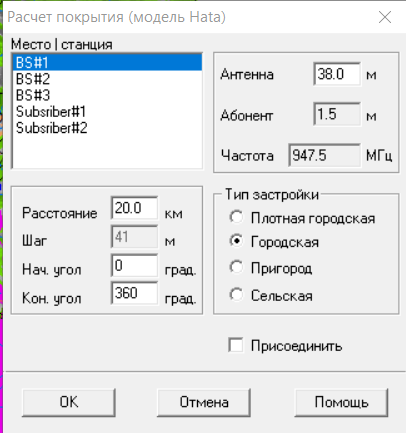 Расчет покрытия (модель Hata)
Место | станция
BS#1
BS#2
BS#3
Subsriber#1
Subsriber#2
Антенна 38.0 м
Абонент 1.5 м
Частота 947.5 МГц
Расстояние 20.0 км
Шаг 41 м
Нач. угол 0 град.
Кон. угол 360 град.
Тип застройки
Плотная городская
Городская
Пригород
Сельская
Присоединить
OK Отмена Помощь